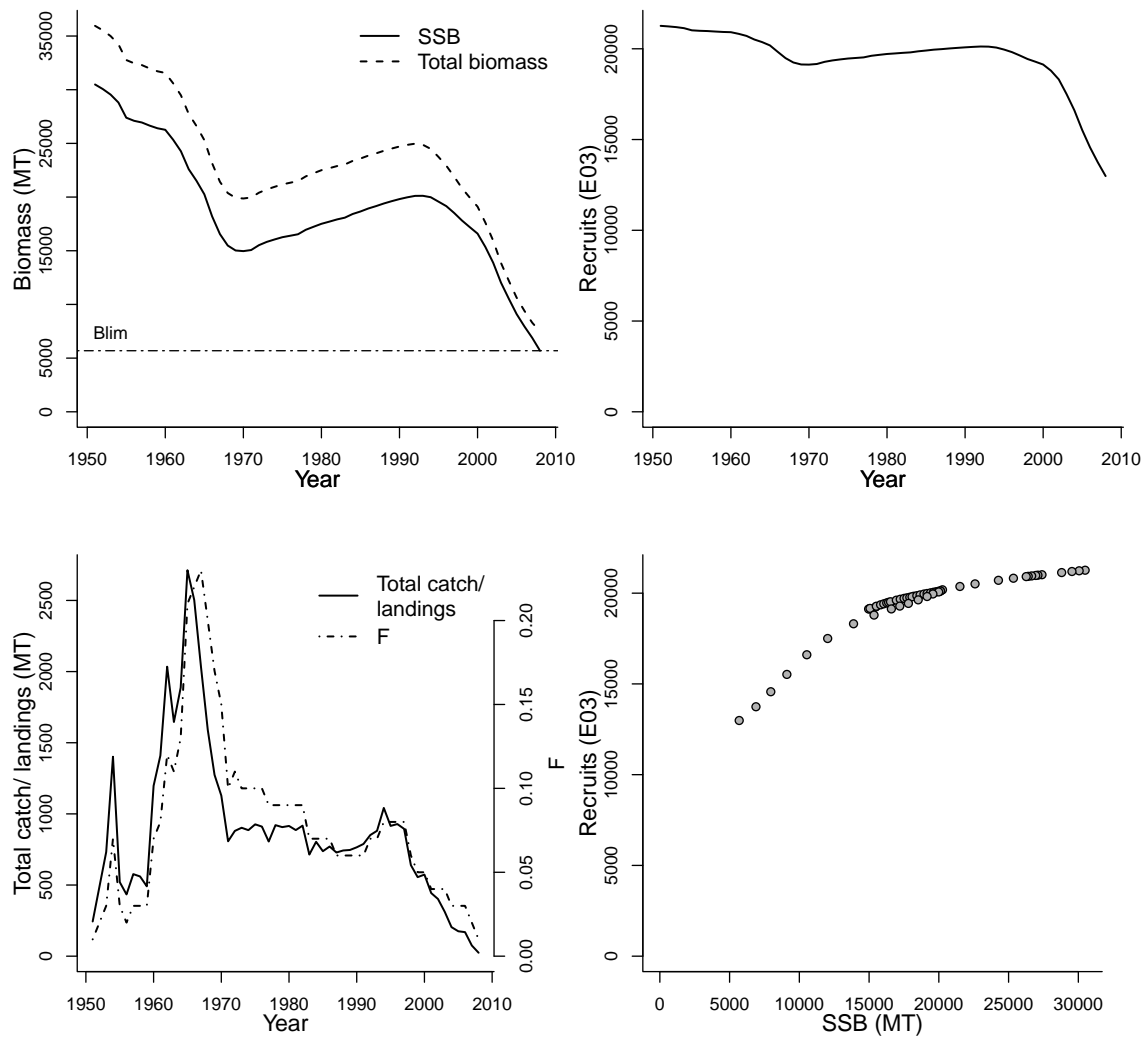 SSB
Total biomass
Blim
Biomass (MT)
0
5000
15000
25000
35000
1950 1960 1970 1980 1990 2000 2010
Year
Recruits (E03)
0
5000
10000
15000
20000
1950 1960 1970 1980 1990 2000 2010
Year
Total catch/
landings
F
Total catch/ landings (MT)
0
500
1000
1500
2000
2500
F
0.00
0.05
0.10
0.15
0.20
1950 1960 1970 1980 1990 2000 2010
Year
Recruits (E03)
0
5000
10000
15000
20000
0 5000 10000 15000 20000 25000 30000
SSB (MT)